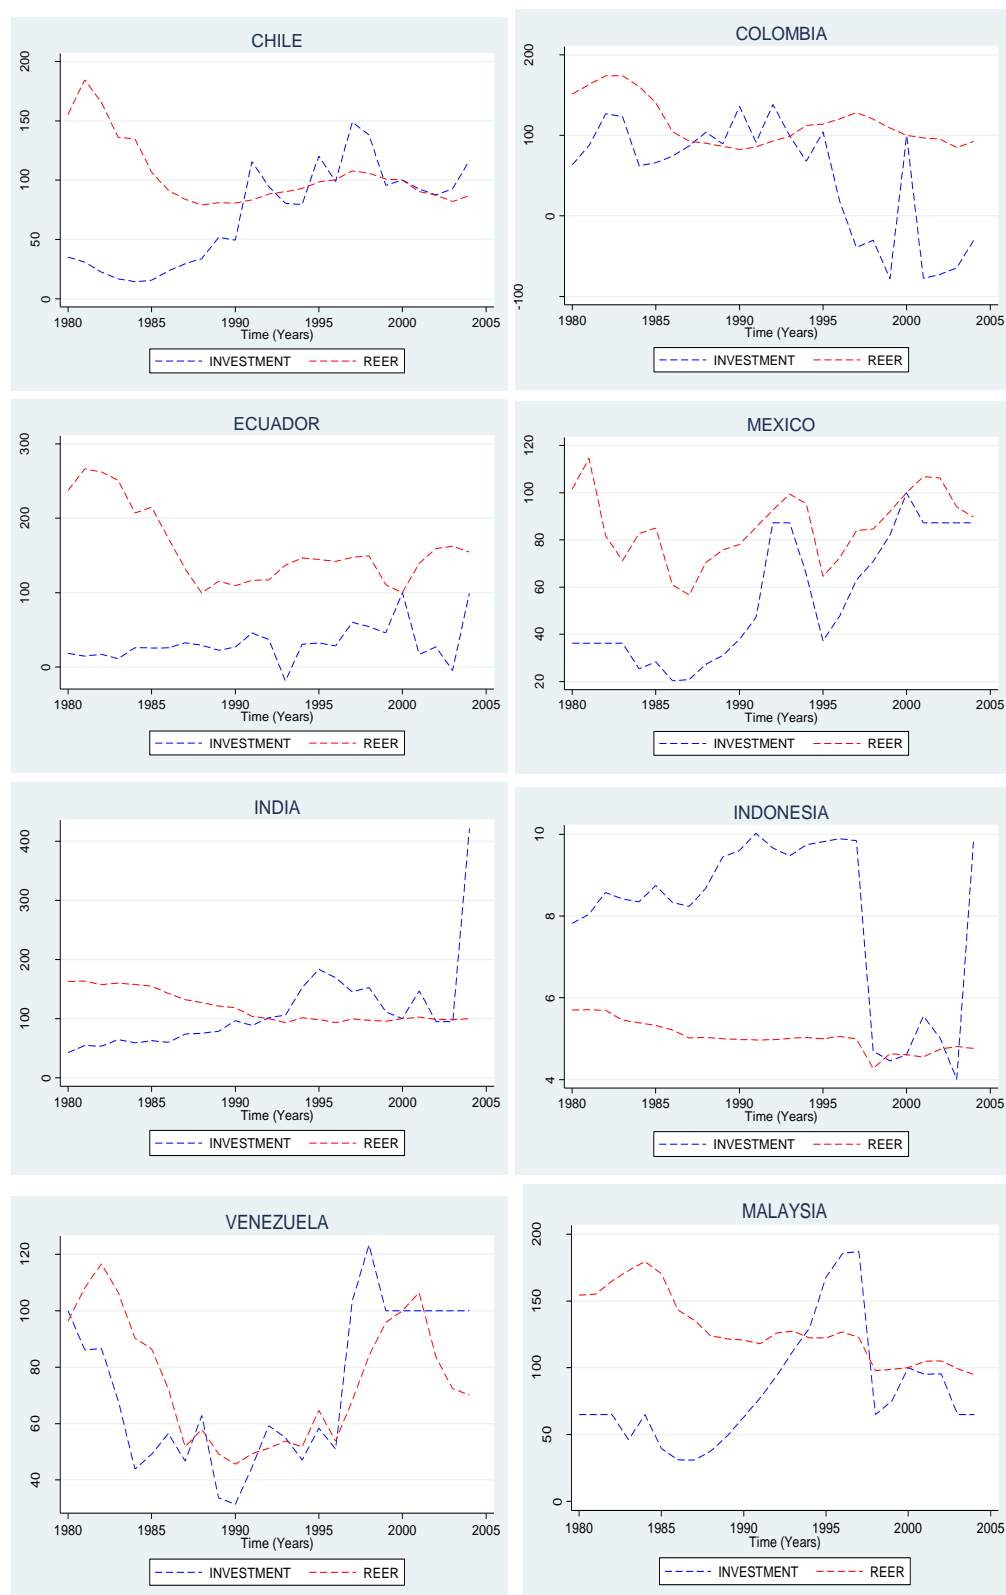 CHILE
200
150
100
50
0
1980 1985 1990 1995 2000 2005
Time (Years)
INVESTMENT REER
COLOMBIA
200
100
0
-100
1980 1985 1990 1995 2000 2005
Time (Years)
INVESTMENT REER
ECUADOR
300
200
100
0
1980 1985 1990 1995 2000 2005
Time (Years)
INVESTMENT REER
MEXICO
120
100
80
60
40
20
1980 1985 1990 1995 2000 2005
Time (Years)
INVESTMENT REER
INDIA
400
300
200
100
0
1980 1985 1990 1995 2000 2005
Time (Years)
INVESTMENT REER
INDONESIA
10
8
6
4
1980 1985 1990 1995 2000 2005
Time (Years)
INVESTMENT REER
VENEZUELA
120
100
80
60
40
1980 1985 1990 1995 2000 2005
Time (Years)
INVESTMENT REER
MALAYSIA
200
150
100
50
0
1980 1985 1990 1995 2000 2005
Time (Years)
INVESTMENT REER